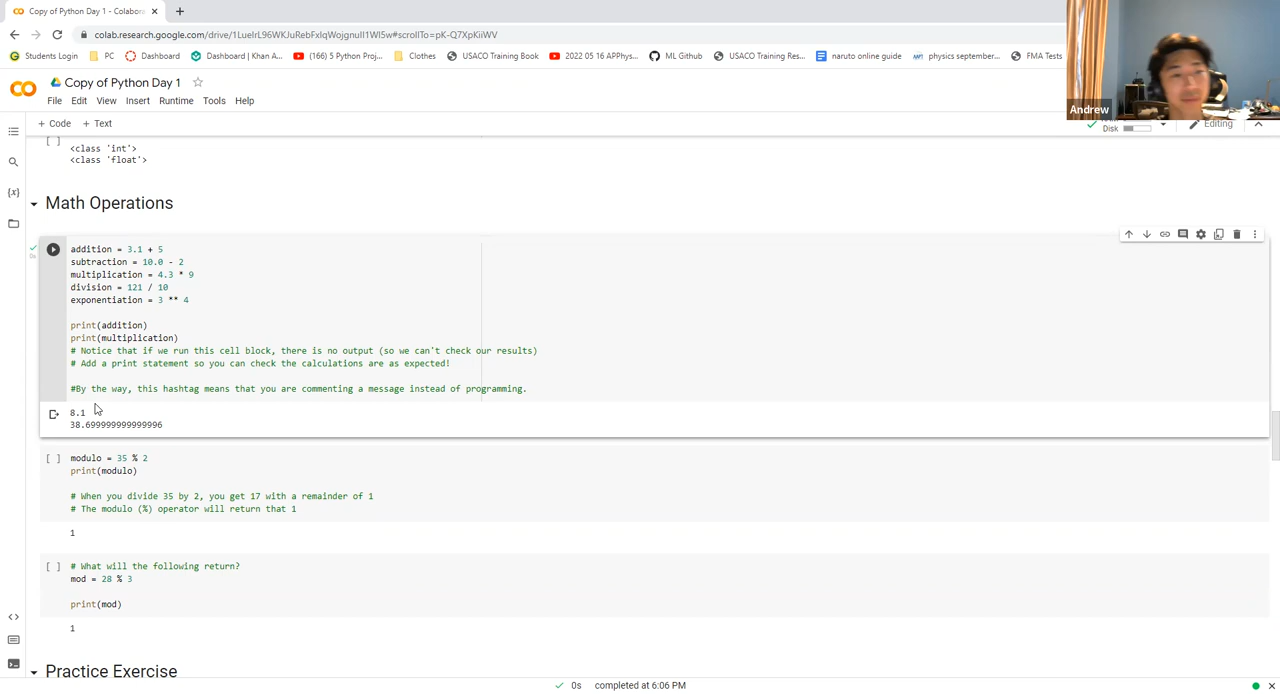 Copy of Python Day 1 - Colabora
colab.research.google.com/drive/1LueIrL96WKJuRebFxIqWojgnuIl1WI5w#scrollTo=pK-Q7XpKiiWV
Students Login PC Dashboard Dashboard | Khan A... (166) 5 Python Proj... Clothes USACO Training Book 2022 05 16 APPhys... ML Github USACO Training Res... naruto online guide physics september... FMA Tests
Andrew
Copy of Python Day 1
File Edit View Insert Runtime Tools Help
+ Code + Text
Disk
Editing
[ ]
<class 'int'>
<class 'float'>
Math Operations
addition = 3.1 + 5
subtraction = 10.0 - 2
multiplication = 4.3 * 9
division = 121 / 10
exponentiation = 3 ** 4
print(addition)
print(multiplication)
# Notice that if we run this cell block, there is no output (so we can't check our results)
# Add a print statement so you can check the calculations are as expected!
#By the way, this hashtag means that you are commenting a message instead of programming.
0s
8.1
38.699999999999996
[ ] modulo = 35 % 2
print(modulo)
# When you divide 35 by 2, you get 17 with a remainder of 1
# The modulo (%) operator will return that 1
1
[ ] # What will the following return?
mod = 28 % 3
print(mod)
1
Practice Exercise
0s completed at 6:06 PM